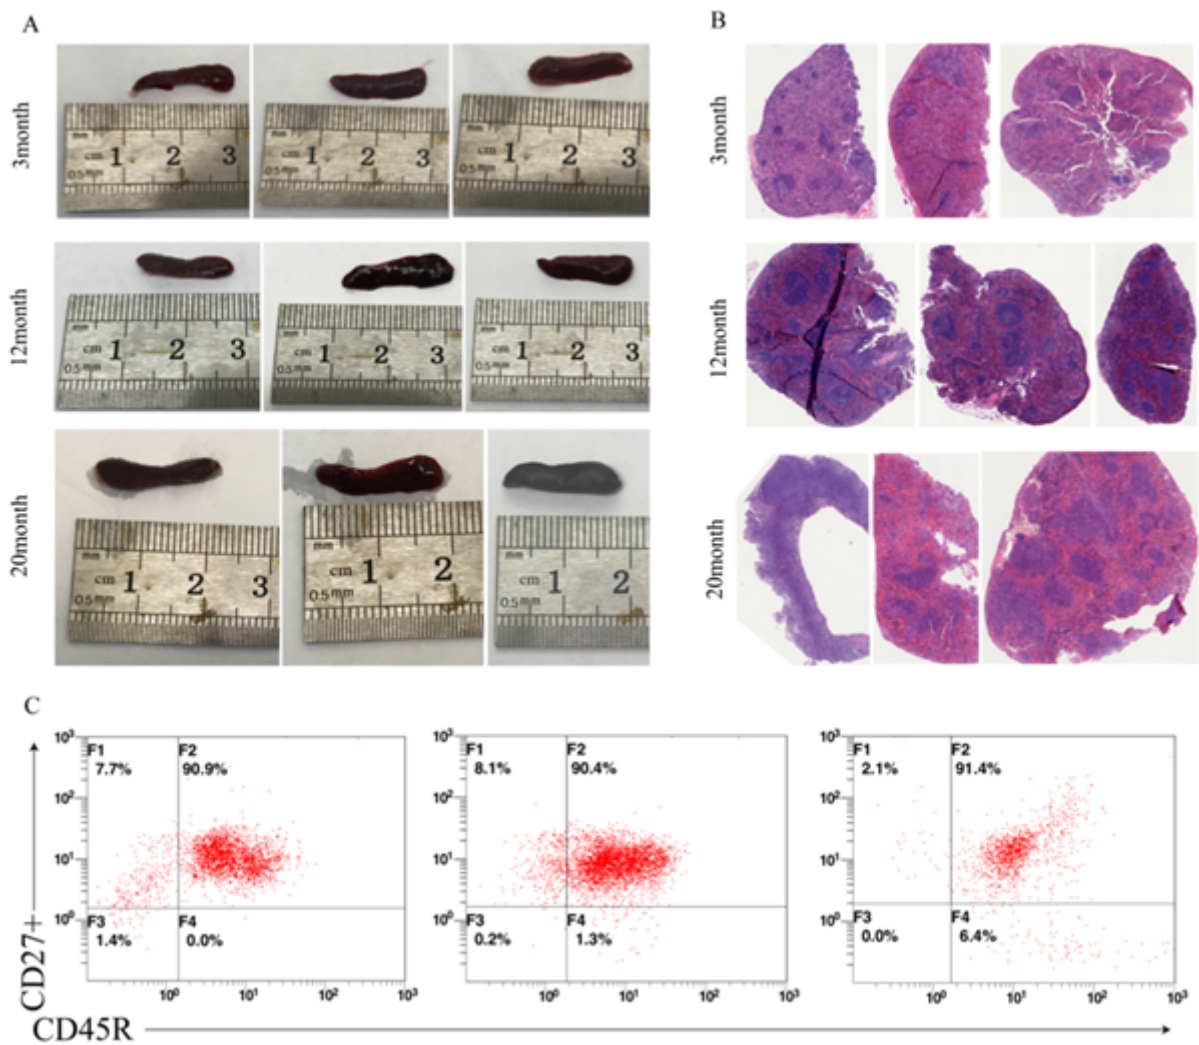 A
B
3month
mm
cm 1 2 3
0.5mm
mm
cm 1 2 3
0.5mm
mm
cm 1 2 3
0.5mm
3month
12month
mm
cm 1 2 3
0.5mm
mm
cm 1 2 3
0.5mm
mm
cm 1 2 3
0.5mm
12month
20month
mm
cm 1 2 3
0.5mm
mm
cm 1 2
0.5mm
mm
cm 1 2
0.5mm
20month
C
CD27+
10³
10²
10¹
10⁰
F1
7.7%
F2
90.9%
F3
1.4%
F4
0.0%
10⁰ 10¹ 10² 10³
10³
10²
10¹
10⁰
F1
8.1%
F2
90.4%
F3
0.2%
F4
1.3%
10⁰ 10¹ 10² 10³
10³
10²
10¹
10⁰
F1
2.1%
F2
91.4%
F3
0.0%
F4
6.4%
10⁰ 10¹ 10² 10³
CD45R